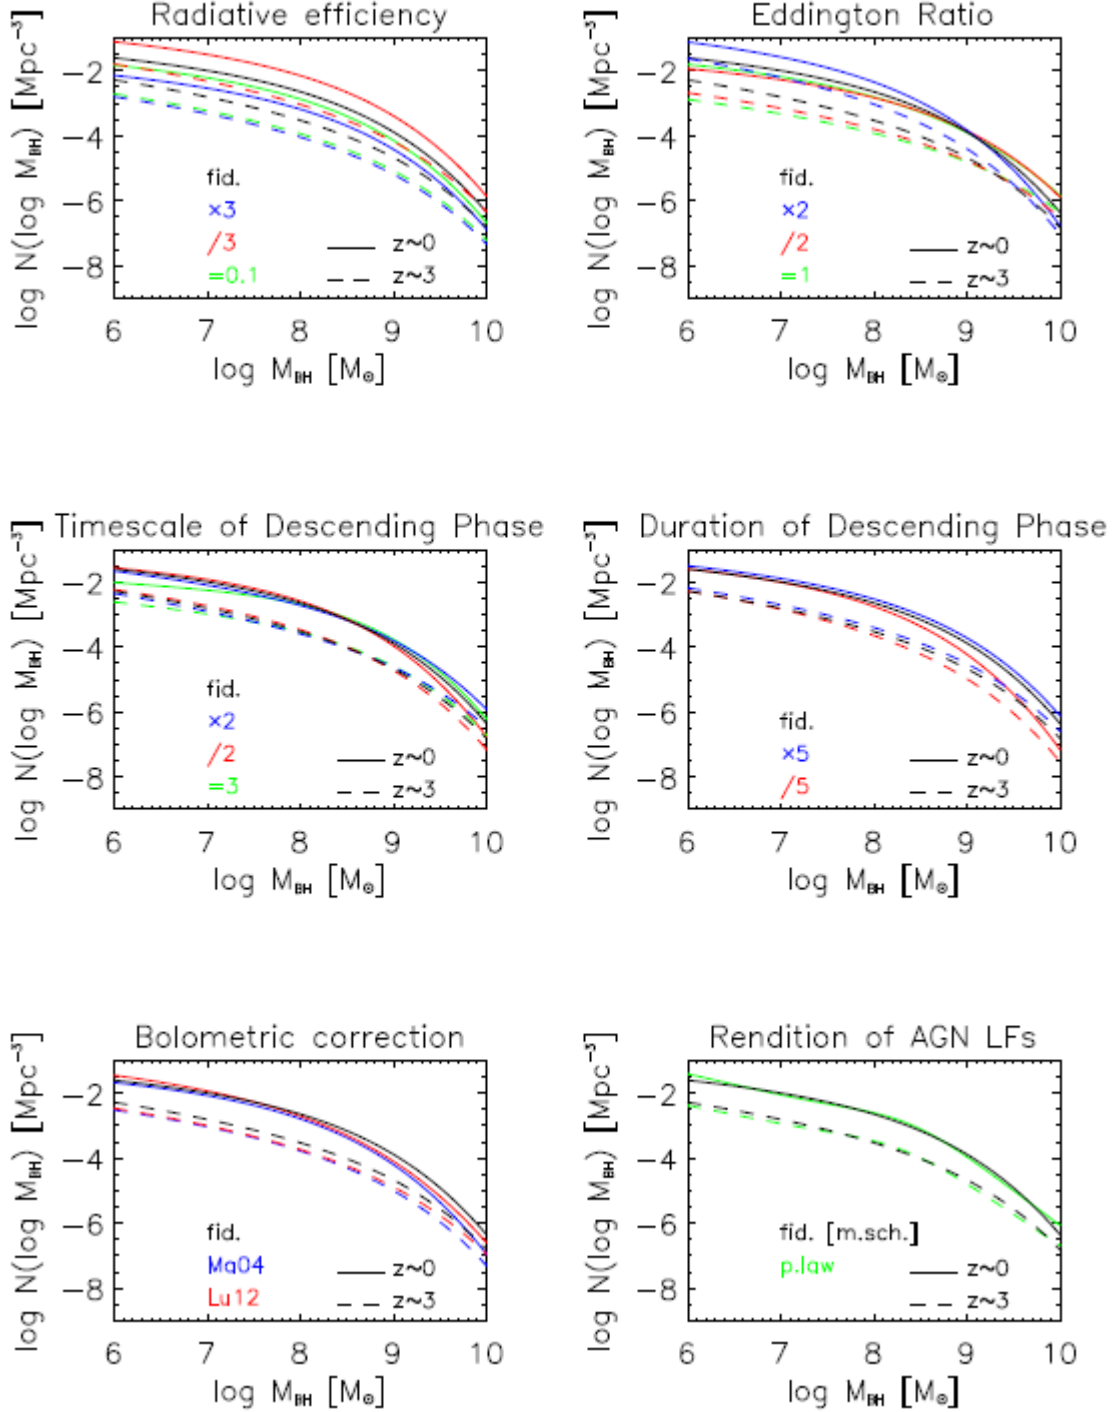 Radiative efficiency
log N(log M_BH) [Mpc⁻³]
−2
−4
−6
−8
fid.
×3
/3
=0.1
z~0
z~3
6 7 8 9 10
log M_BH [M_⊙]
Eddington Ratio
log N(log M_BH) [Mpc⁻³]
−2
−4
−6
−8
fid.
×2
/2
=1
z~0
z~3
6 7 8 9 10
log M_BH [M_⊙]
Timescale of Descending Phase
log N(log M_BH) [Mpc⁻³]
−2
−4
−6
−8
fid.
×2
/2
=3
z~0
z~3
6 7 8 9 10
log M_BH [M_⊙]
Duration of Descending Phase
log N(log M_BH) [Mpc⁻³]
−2
−4
−6
−8
fid.
×5
/5
z~0
z~3
6 7 8 9 10
log M_BH [M_⊙]
Bolometric correction
log N(log M_BH) [Mpc⁻³]
−2
−4
−6
−8
fid.
Ma04
Lu12
z~0
z~3
6 7 8 9 10
log M_BH [M_⊙]
Rendition of AGN LFs
log N(log M_BH) [Mpc⁻³]
−2
−4
−6
−8
fid. [m.sch.]
p.law
z~0
z~3
6 7 8 9 10
log M_BH [M_⊙]